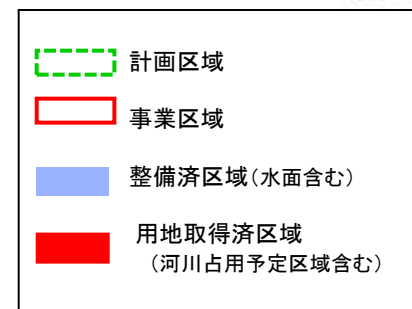 計画区域
事業区域
整備済区域（水面含む）
用地取得済区域
（河川占用予定区域含む）